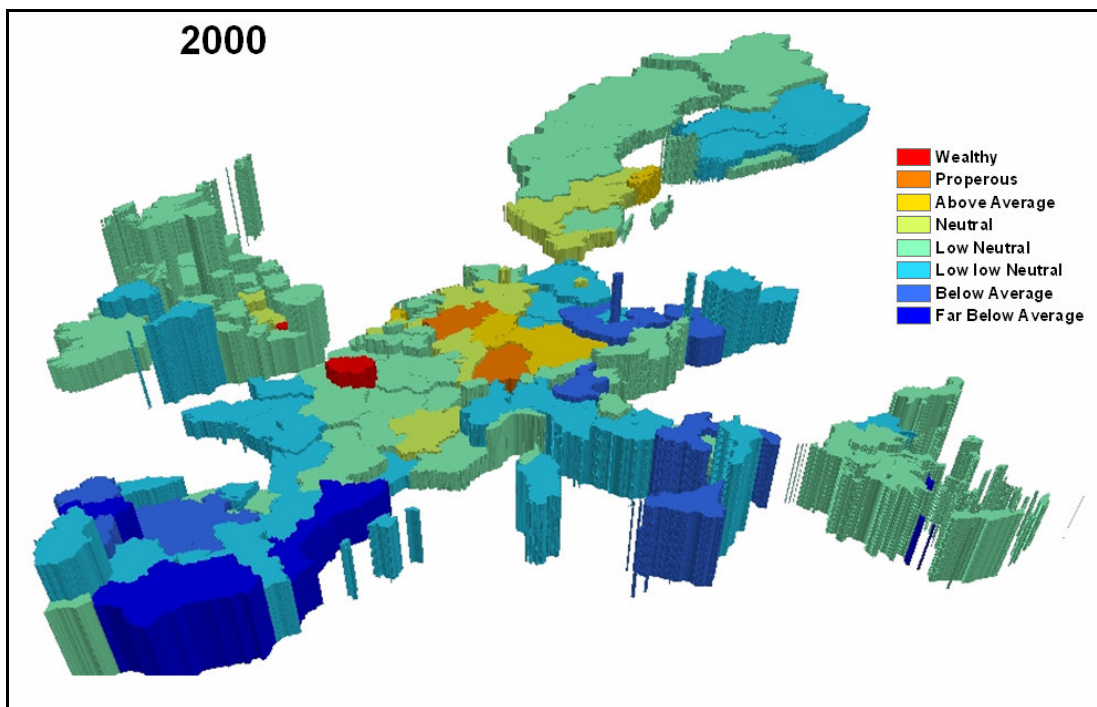 2000
Wealthy
Properous
Above Average
Neutral
Low Neutral
Low low Neutral
Below Average
Far Below Average